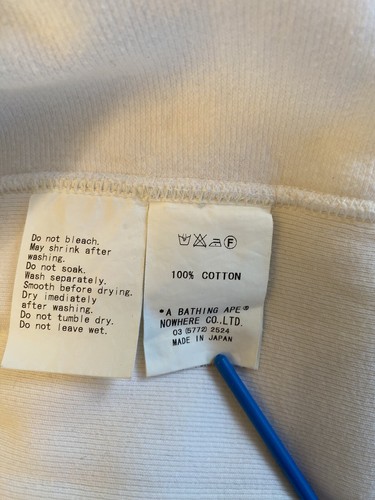 Do not bleach.
May shrink after
washing.
Do not soak.
Wash separately.
Smooth before drying.
Dry imediately
after washing.
Do not tumble dry.
Do not leave wet.
F
100% COTTON
*A BATHING APE®
NOWHERE CO., LTD.
03 (5772) 2524
MADE IN JAPAN